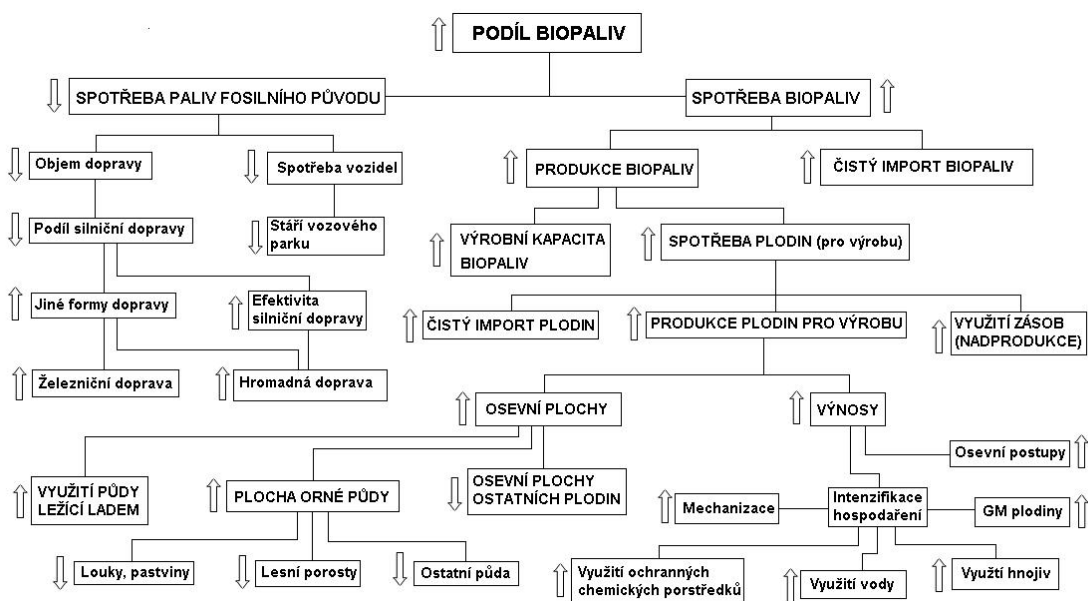 PODÍL BIOPALIV
SPOTŘEBA PALIV FOSILNÍHO PŮVODU
SPOTŘEBA BIOPALIV
Objem dopravy
Spotřeba vozidel
PRODUKCE BIOPALIV
ČISTÝ IMPORT BIOPALIV
Podíl silniční dopravy
Stáří vozového
parku
VÝROBNÍ KAPACITA
BIOPALIV
SPOTŘEBA PLODIN (pro výrobu)
Jiné formy dopravy
Efektivita
silniční dopravy
ČISTÝ IMPORT PLODIN
PRODUKCE PLODIN PRO VÝROBU
VYUŽITÍ ZÁSOB
(NADPRODUKCE)
Železniční doprava
Hromadná doprava
OSEVNÍ PLOCHY
VÝNOSY
Osevní postupy
VYUŽITÍ PŮDY
LEŽÍCÍ LADEM
PLOCHA ORNÉ PŮDY
OSEVNÍ PLOCHY
OSTATNÍCH PLODIN
Mechanizace
Intenzifikace
hospodaření
GM plodiny
Louky, pastviny
Lesní porosty
Ostatní půda
Využití ochranných
chemických porstředků
Využití vody
Využtí hnojiv